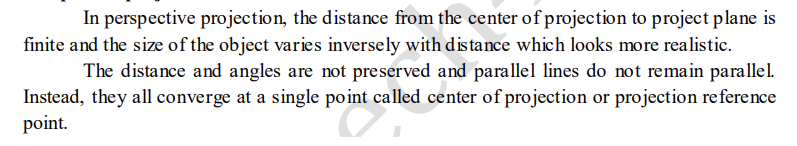 In perspective projection, the distance from the center of projection to project plane is
finite and the size of the object varies inversely with distance which looks more realistic.
The distance and angles are not preserved and parallel lines do not remain parallel.
Instead, they all converge at a single point called center of projection or projection reference
point.